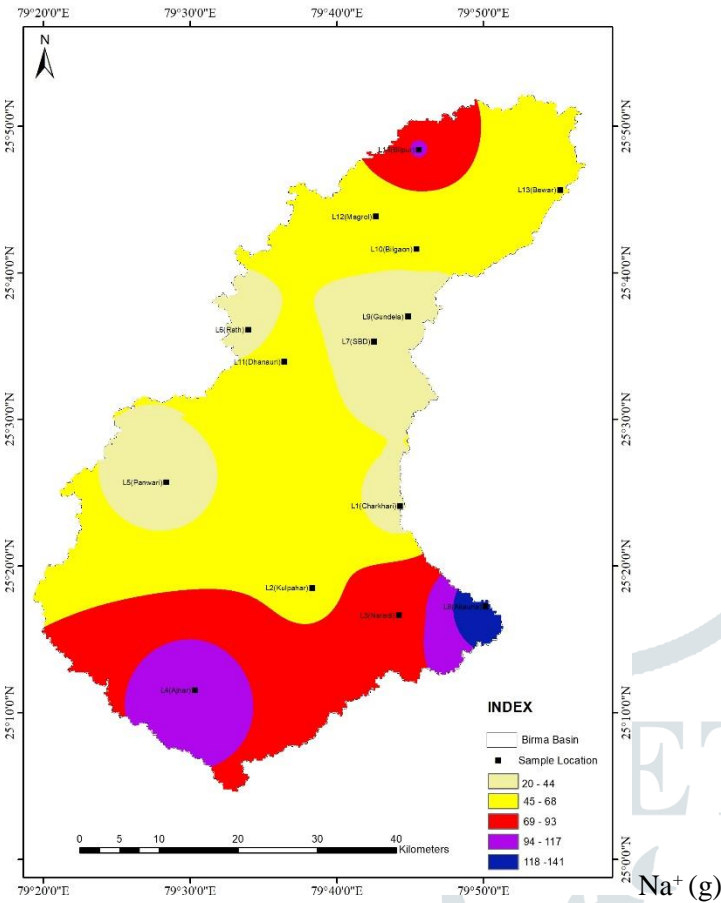 79°20'0"E 79°30'0"E 79°40'0"E 79°50'0"E
N
25°50'0"N 25°50'0"N
L13(Bewar)
L12(Magrol)
L10(Bilgaon)
25°40'0"N 25°40'0"N
L9(Gundela)
L6(Rath)
L7(SBD)
L11(Dhanauri)
25°30'0"N 25°30'0"N
L5(Panwari)
L1(Charkhari)
25°20'0"N 25°20'0"N
L2(Kulpahar)
25°10'0"N 25°10'0"N
INDEX
Birma Basin
Sample Location
20 - 44
45 - 68
69 - 93
94 - 117
118 -141
0 5 10 20 30 40
Kilometers
25°0'0"N 25°0'0"N
79°20'0"E 79°30'0"E 79°40'0"E 79°50'0"E
Na⁺ (g)